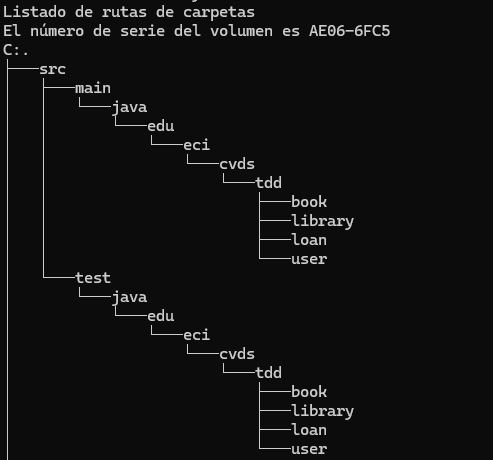 Listado de rutas de carpetas
El número de serie del volumen es AE06-6FC5
C:.
├───src
│   ├───main
│   │   └───java
│   │       └───edu
│   │           └───eci
│   │               └───cvds
│   │                   └───tdd
│   │                       ├───book
│   │                       ├───library
│   │                       ├───loan
│   │                       └───user
│   └───test
│       └───java
│           └───edu
│               └───eci
│                   └───cvds
│                       └───tdd
│                           ├───book
│                           ├───library
│                           ├───loan
│                           └───user